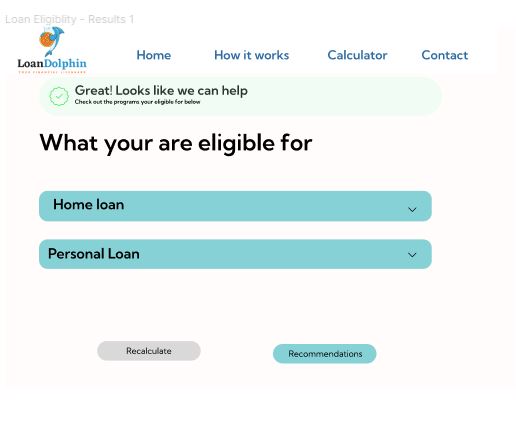 Loan Eligiblity - Results 1
LoanDolphin
YOUR FINANCIAL LIFESAVER
Home
How it works
Calculator
Contact
Great! Looks like we can help
Check out the programs your eligible for below
What your are eligible for
Home loan
Personal Loan
Recalculate
Recommendations